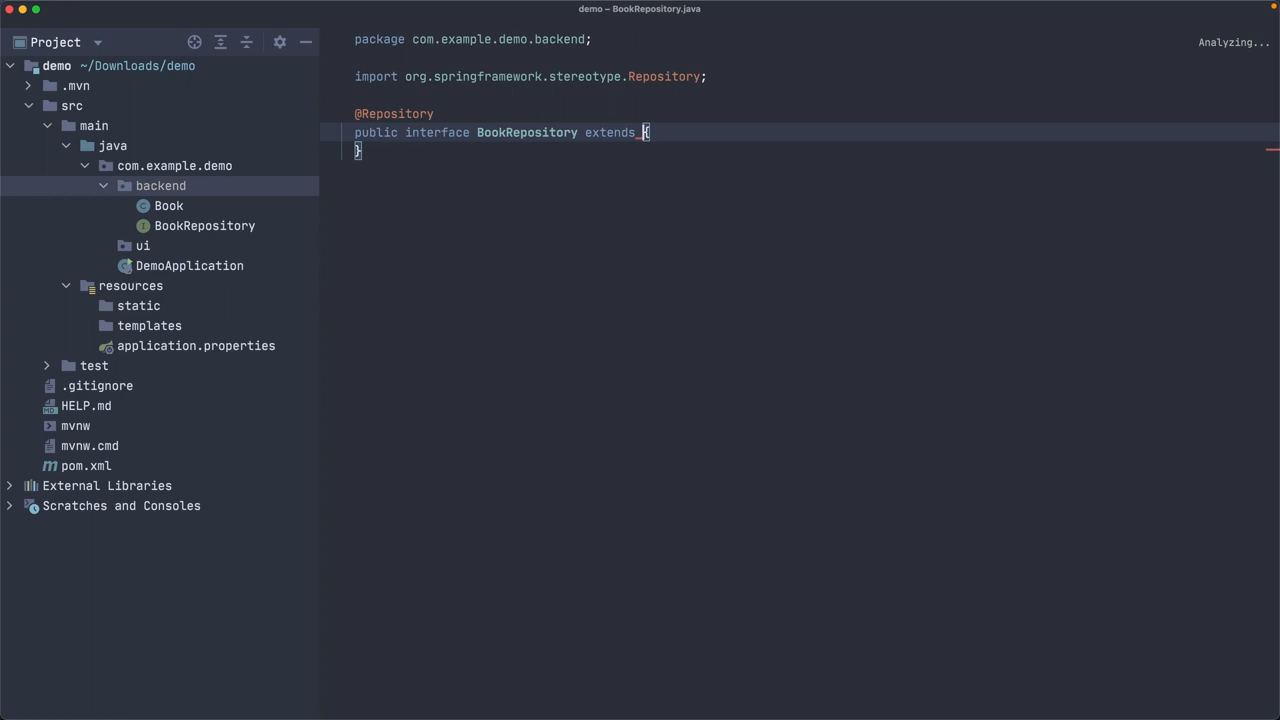 demo – BookRepository.java
Project
demo ~/Downloads/demo
.mvn
src
main
java
com.example.demo
backend
Book
BookRepository
ui
DemoApplication
resources
static
templates
application.properties
test
.gitignore
HELP.md
mvnw
mvnw.cmd
pom.xml
External Libraries
Scratches and Consoles
package com.example.demo.backend;
import org.springframework.stereotype.Repository;
@Repository
public interface BookRepository extends {
}
Analyzing...